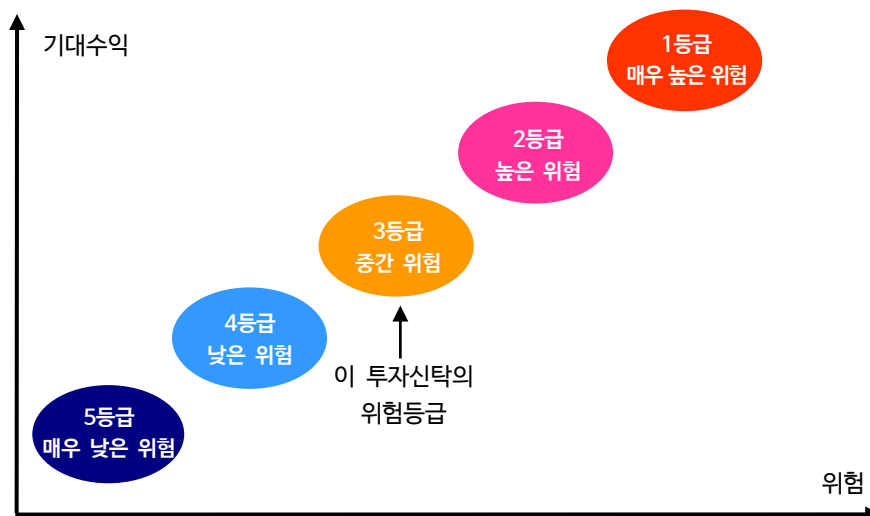 기대수익
1등급
매우 높은 위험
2등급
높은 위험
3등급
중간 위험
4등급
낮은 위험
이 투자신탁의
위험등급
5등급
매우 낮은 위험
위험